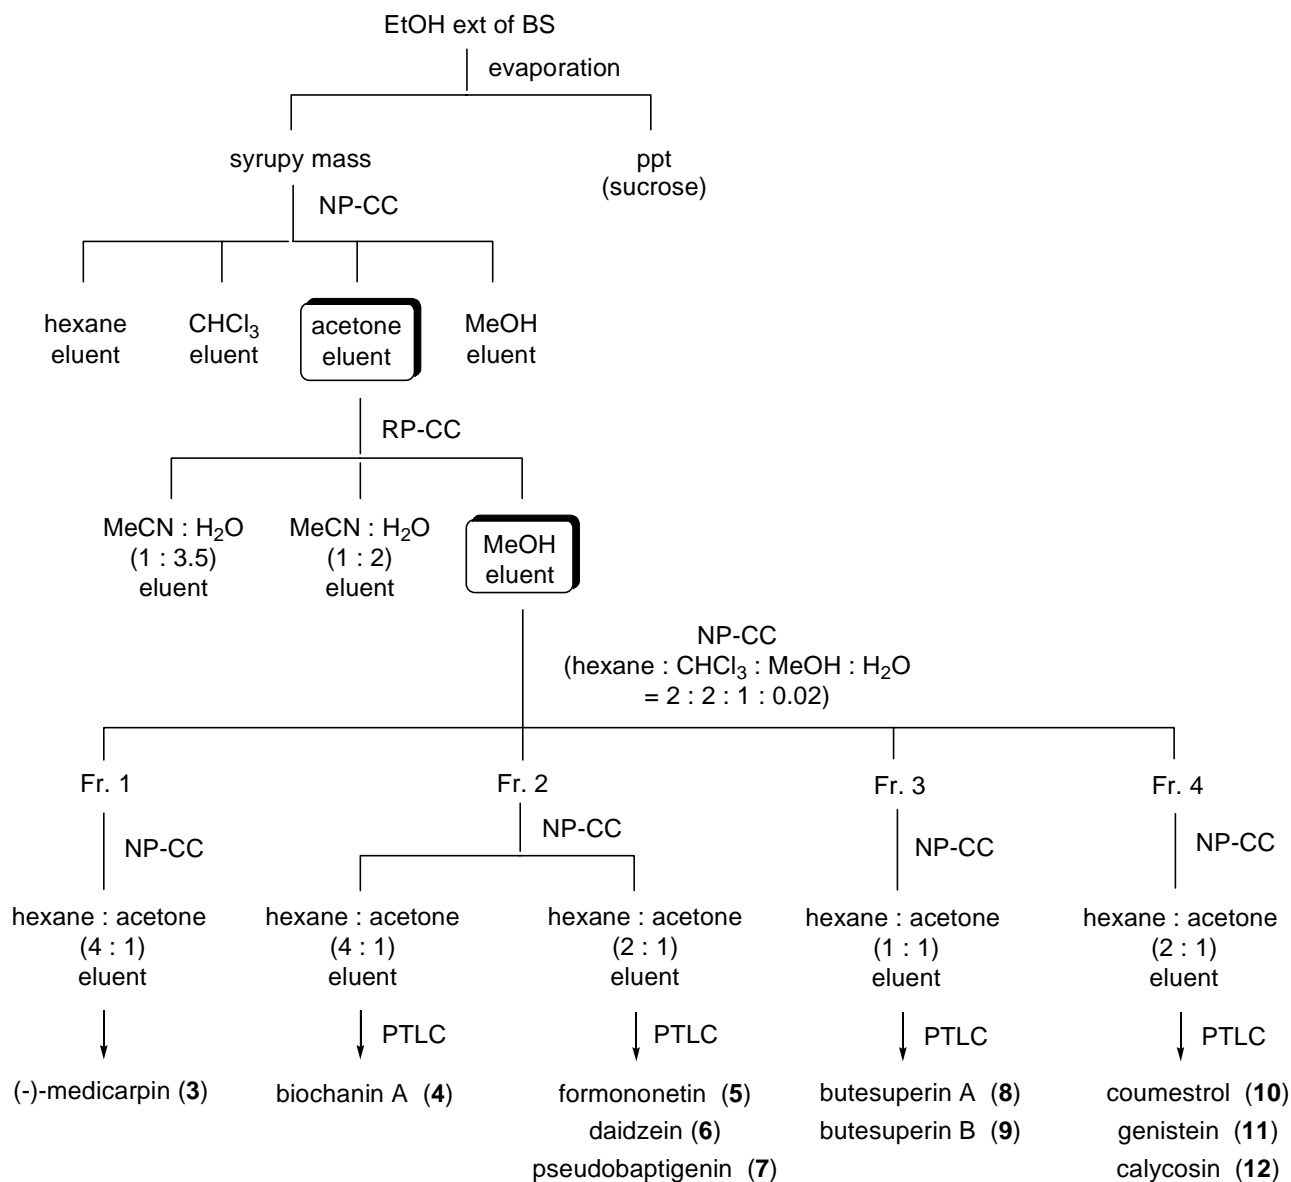 EtOH ext of BS
evaporation
syrupy mass
ppt
(sucrose)
NP-CC
hexane
eluent
CHCl₃
eluent
acetone
eluent
MeOH
eluent
RP-CC
MeCN : H₂O
(1 : 3.5)
eluent
MeCN : H₂O
(1 : 2)
eluent
MeOH
eluent
NP-CC
(hexane : CHCl₃ : MeOH : H₂O
= 2 : 2 : 1 : 0.02)
Fr. 1
Fr. 2
Fr. 3
Fr. 4
NP-CC
NP-CC
NP-CC
NP-CC
hexane : acetone
(4 : 1)
eluent
hexane : acetone
(4 : 1)
eluent
hexane : acetone
(2 : 1)
eluent
hexane : acetone
(1 : 1)
eluent
hexane : acetone
(2 : 1)
eluent
PTLC
PTLC
PTLC
PTLC
(-)-medicarpin (3)
biochanin A (4)
formononetin (5)
daidzein (6)
pseudobaptigenin (7)
butesuperin A (8)
butesuperin B (9)
coumestrol (10)
genistein (11)
calycosin (12)